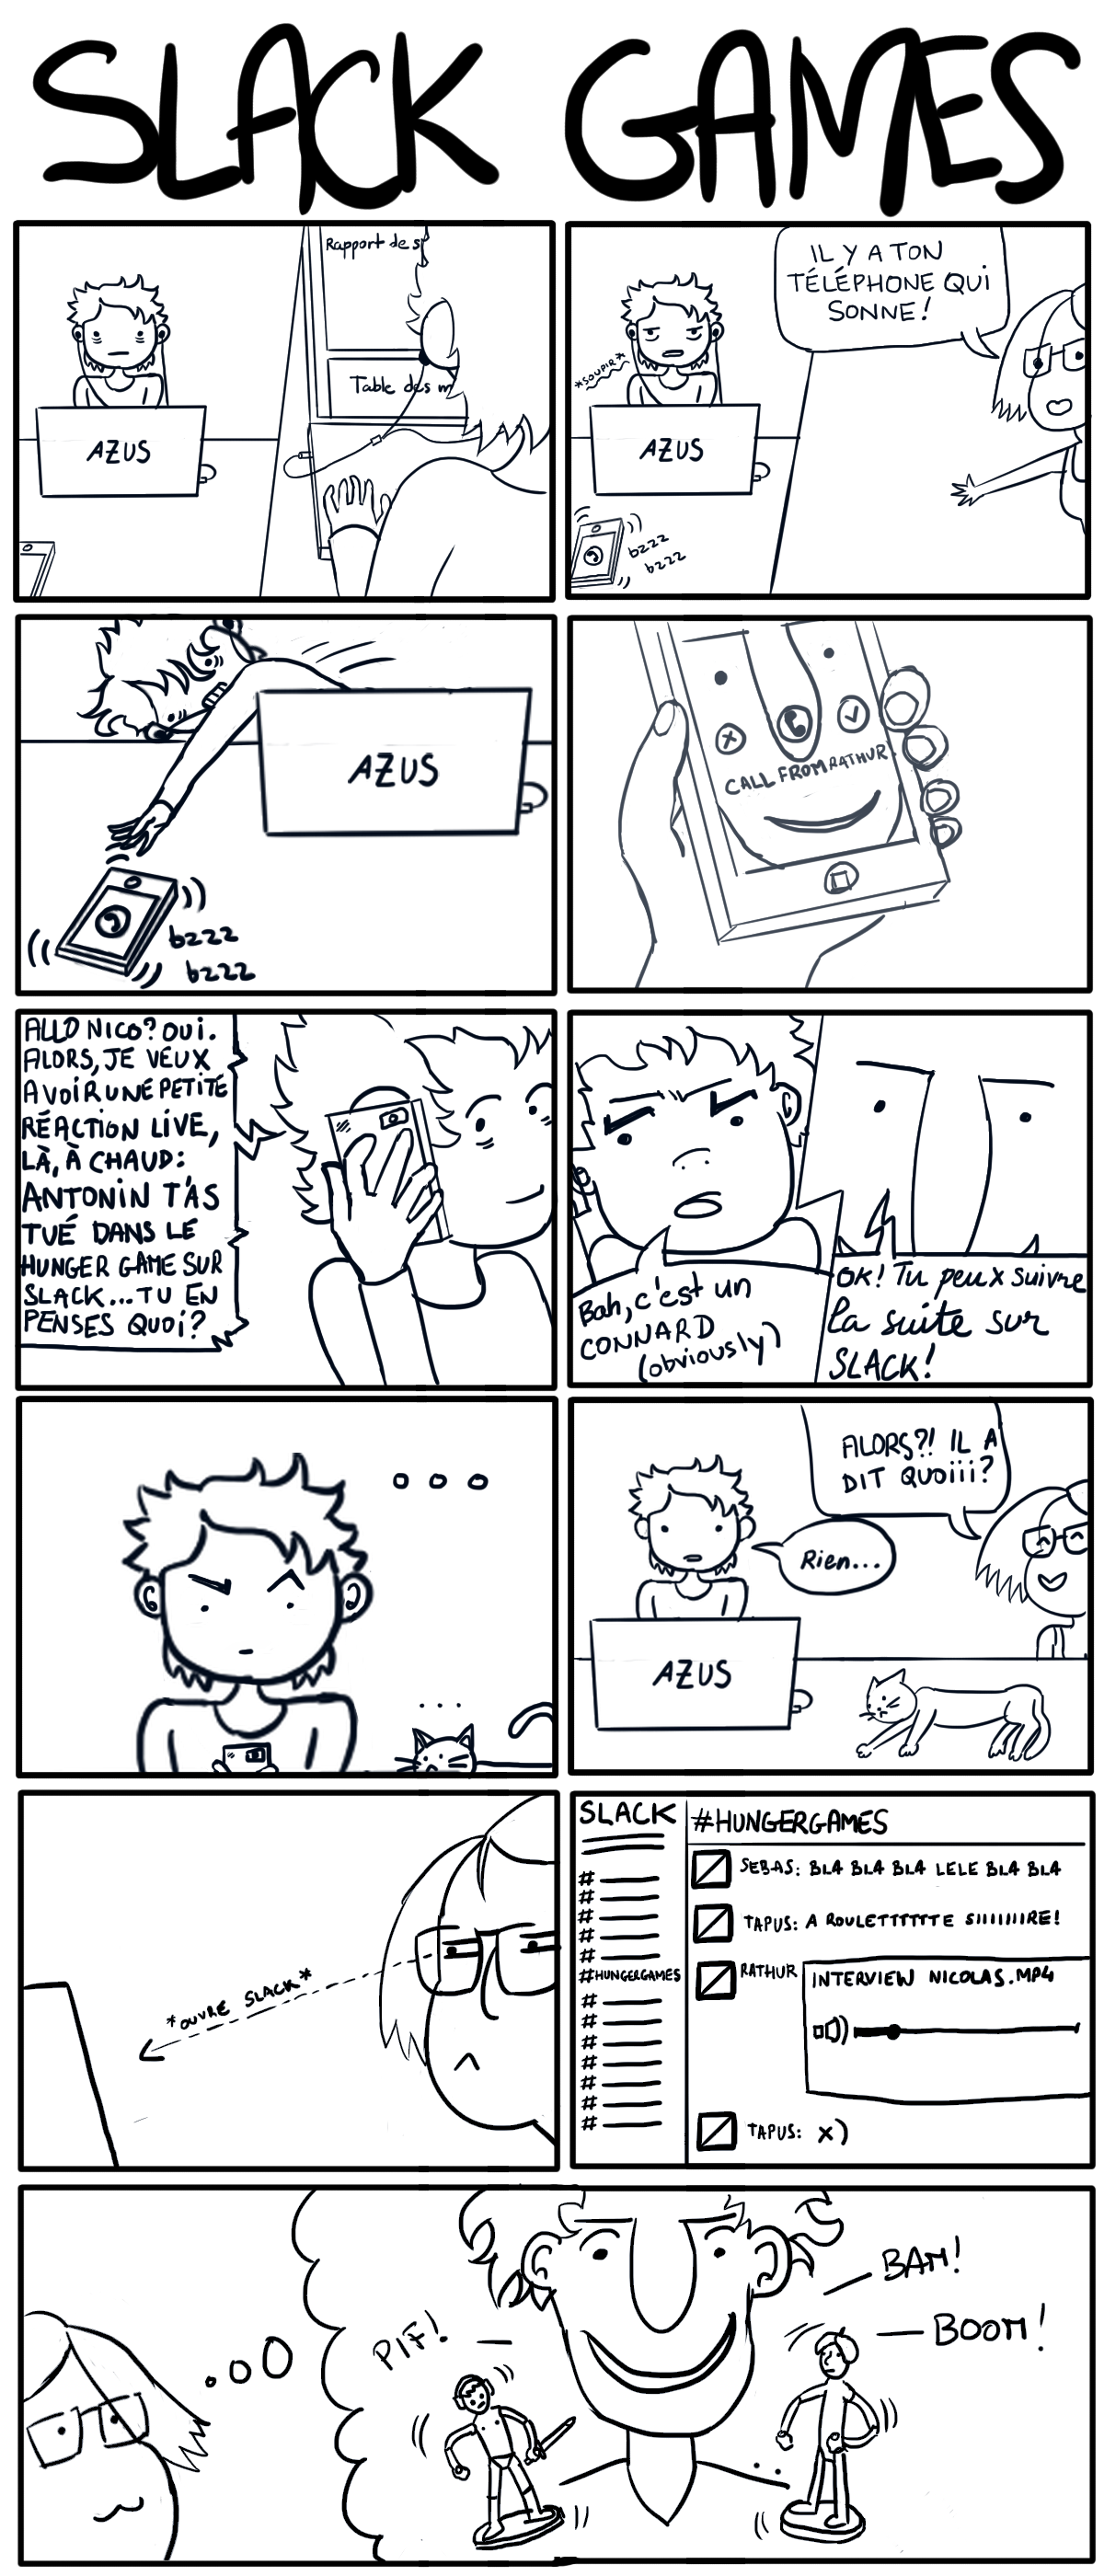 SLACK GAMES
Rapport de s
Table des m
AZUS
IL Y A TON
TÉLÉPHONE QUI
SONNE!
*SOUPIR*
AZUS
bzzz
bzzz
AZUS
bzzz
bzzz
CALL FROM RATHUR
ALLO NICO? OUI.
ALORS, JE VEUX
AVOIR UNE PETITE
RÉACTION LIVE,
LÀ, À CHAUD:
ANTONIN T'AS
TUÉ DANS LE
HUNGER GAME SUR
SLACK... TU EN
PENSES QUOI?
Bah, c'est un
CONNARD
(obviously)
OK! Tu peux suivre
la suite sur
SLACK!
...
ALORS?! IL A
DIT QUOIII?
Rien...
AZUS
*OUVRE SLACK*
SLACK
#HUNGERGAMES
#
#
#
#
#
#HUNGERGAMES
#
#
#
#
#
#
#
SEBAS: BLA BLA BLA LELE BLA BLA
TAPUS: A ROULETTTTTTE SIIIIIIIRE!
RATHUR
INTERVIEW NICOLAS.MP4
TAPUS: x)
PIF!
BAM!
BOOM!